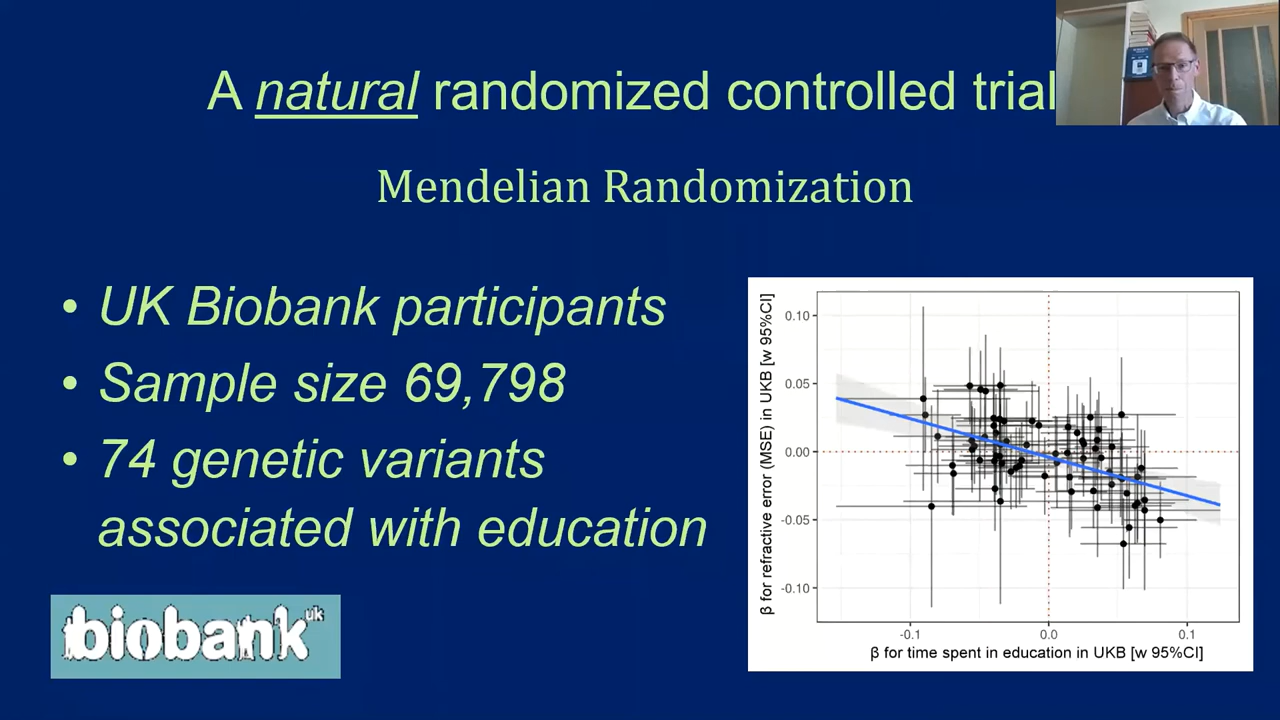 A natural randomized controlled trial
Mendelian Randomization
• UK Biobank participants
• Sample size 69,798
• 74 genetic variants
associated with education
biobank uk
β for refractive error (MSE) in UKB [w 95%CI]
0.10
0.05
0.00
-0.05
-0.10
-0.1 0.0 0.1
β for time spent in education in UKB [w 95%CI]